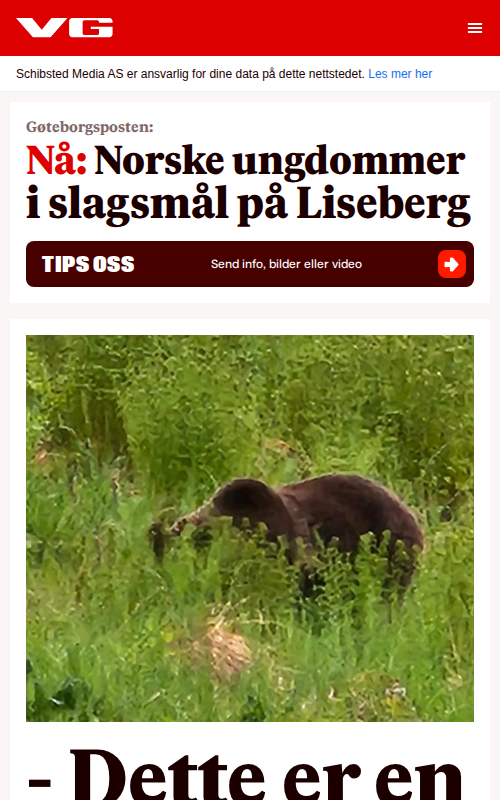 VG
Schibsted Media AS er ansvarlig for dine data på dette nettstedet. Les mer her
Gøteborgsposten:
Nå: Norske ungdommer
i slagsmål på Liseberg
TIPS OSS
Send info, bilder eller video
- Dette er en